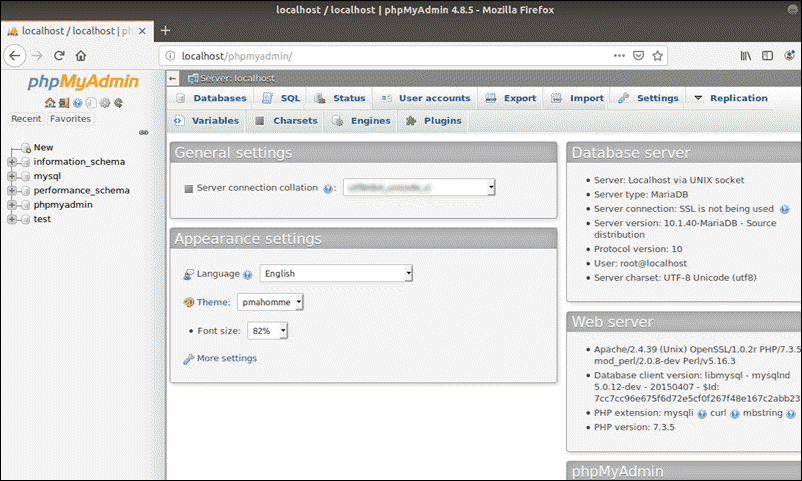 localhost / localhost | phpMyAdmin 4.8.5 - Mozilla Firefox
localhost / localhost | ph
localhost/phpmyadmin/
phpMyAdmin
Recent Favorites
New
information_schema
mysql
performance_schema
phpmyadmin
test
Server: localhost
Databases SQL Status User accounts Export Import Settings Replication
Variables Charsets Engines Plugins
General settings
Server connection collation :
Appearance settings
Language English
Theme: pmahomme
Font size: 82%
More settings
Database server
Server: Localhost via UNIX socket
Server type: MariaDB
Server connection: SSL is not being used
Server version: 10.1.40-MariaDB - Source
distribution
Protocol version: 10
User: root@localhost
Server charset: UTF-8 Unicode (utf8)
Web server
Apache/2.4.39 (Unix) OpenSSL/1.0.2r PHP/7.3.5
mod_perl/2.0.8-dev Perl/v5.16.3
Database client version: libmysql - mysqlnd
5.0.12-dev - 20150407 - $Id:
7cc7cc96e675f6d72e5cf0f267f48e167c2abb23
PHP extension: mysqli curl mbstring
PHP version: 7.3.5
phpMyAdmin